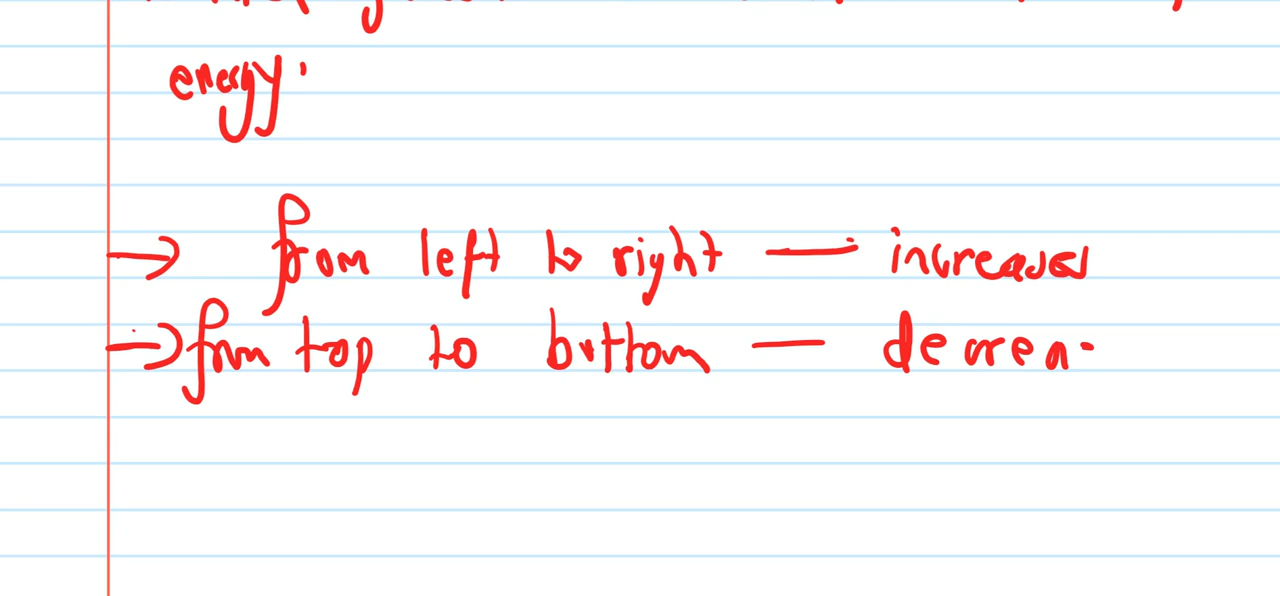 energy.
→ from left to right — increases
→ from top to bottom — decrea.